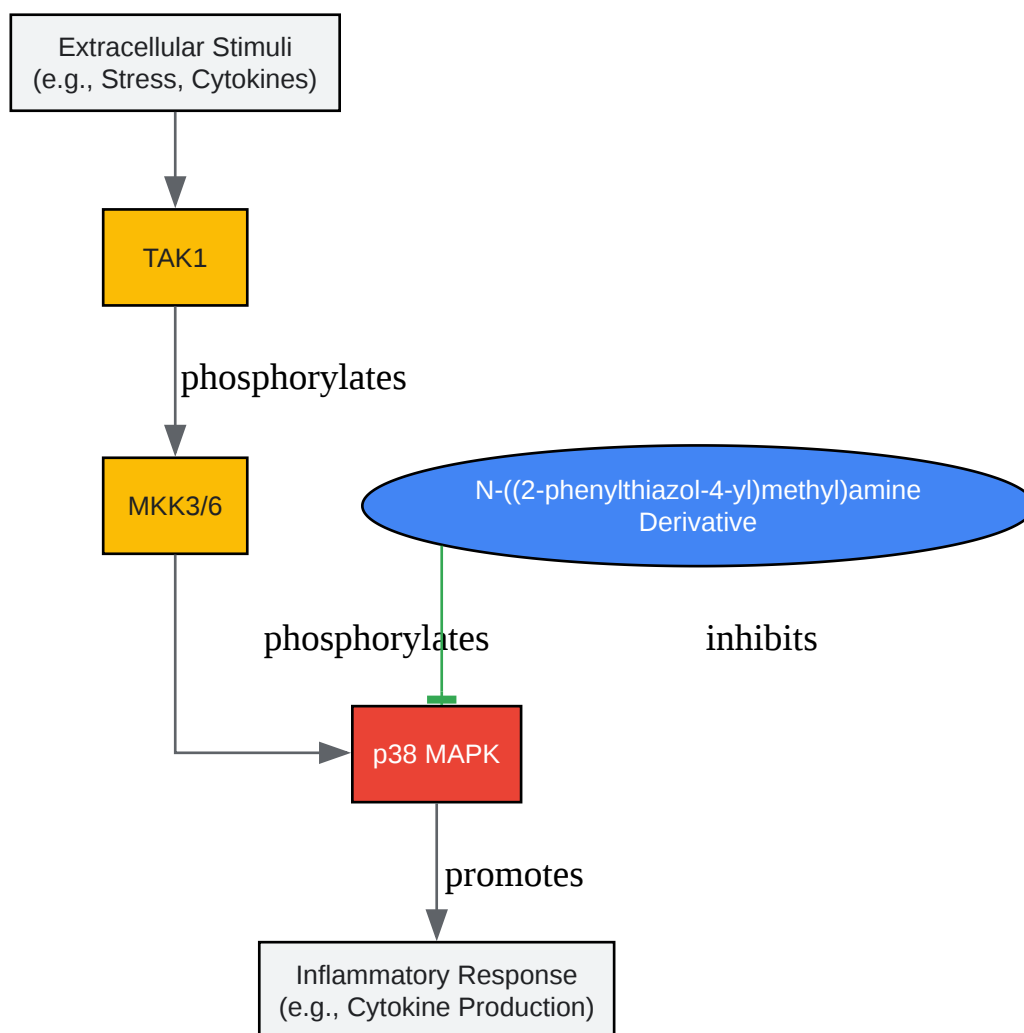 Extracellular Stimuli
(e.g., Stress, Cytokines)
TAK1
phosphorylates
MKK3/6
N-((2-phenylthiazol-4-yl)methyl)amine
Derivative
phosphorylates
inhibits
p38 MAPK
promotes
Inflammatory Response
(e.g., Cytokine Production)